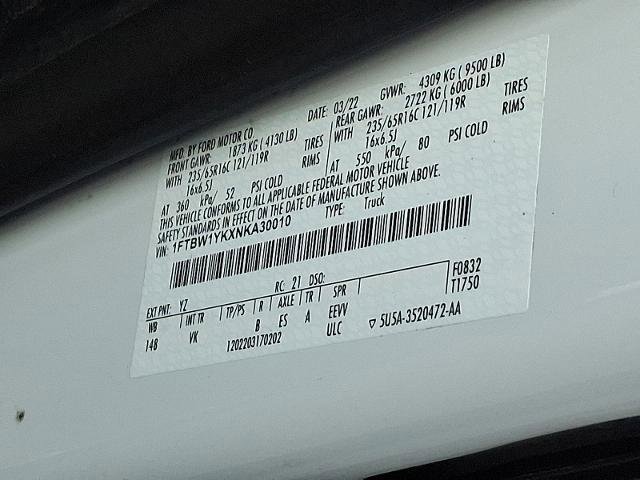 MFD. BY FORD MOTOR CO DATE: 03/22 GVWR: 4309 KG ( 9500 LB)
FRONT GAWR: 1873 KG ( 4130 LB) REAR GAWR: 2722 KG ( 6000 LB)
WITH 235/65R16C 121/119R TIRES WITH 235/65R16C 121/119R TIRES
16x6.5J RIMS 16x6.5J RIMS
AT 360 kPa/ 52 PSI COLD AT 550 kPa/ 80 PSI COLD
THIS VEHICLE CONFORMS TO ALL APPLICABLE FEDERAL MOTOR VEHICLE
SAFETY STANDARDS IN EFFECT ON THE DATE OF MANUFACTURE SHOWN ABOVE.
VIN: 1FTBW1YKXNKA30010 TYPE: Truck
EXT PNT: YZ RC: 21 DSO: F0832
WB INT TR TP/PS R AXLE TR SPR T1750
148 VK B ES A EEVV
1202203170202 ULC ▽ 5U5A-3520472-AA